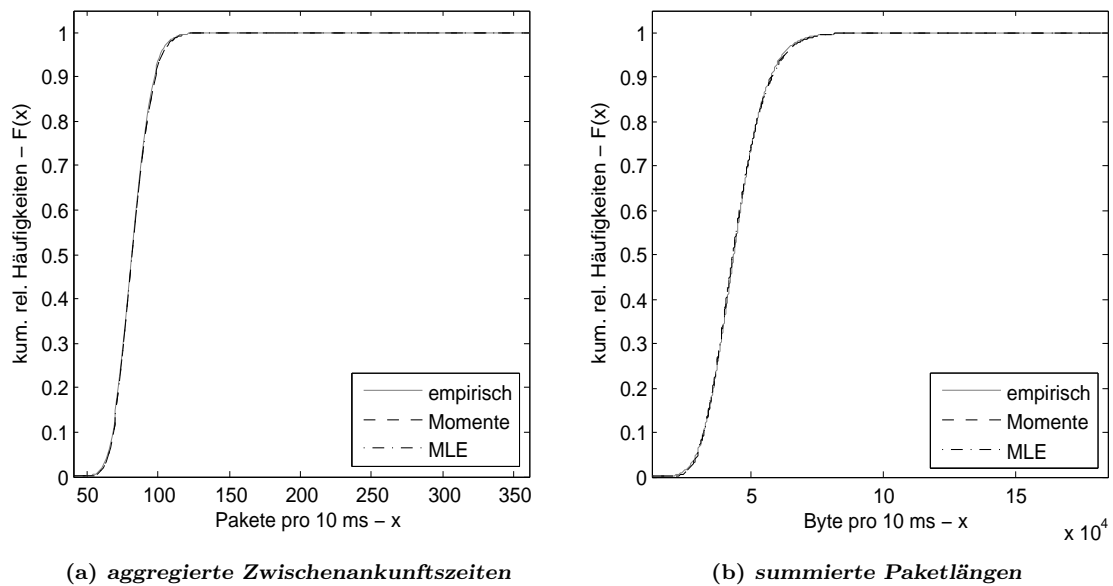 1
0.9
0.8
0.7
0.6
0.5
0.4
0.3
0.2
0.1
0
kum. rel. Häufigkeiten – F(x)
empirisch
Momente
MLE
50 100 150 200 250 300 350
Pakete pro 10 ms – x
(a) aggregierte Zwischenankunftszeiten
1
0.9
0.8
0.7
0.6
0.5
0.4
0.3
0.2
0.1
0
kum. rel. Häufigkeiten – F(x)
empirisch
Momente
MLE
5 10 15
Byte pro 10 ms – x
x 10⁴
(b) summierte Paketlängen